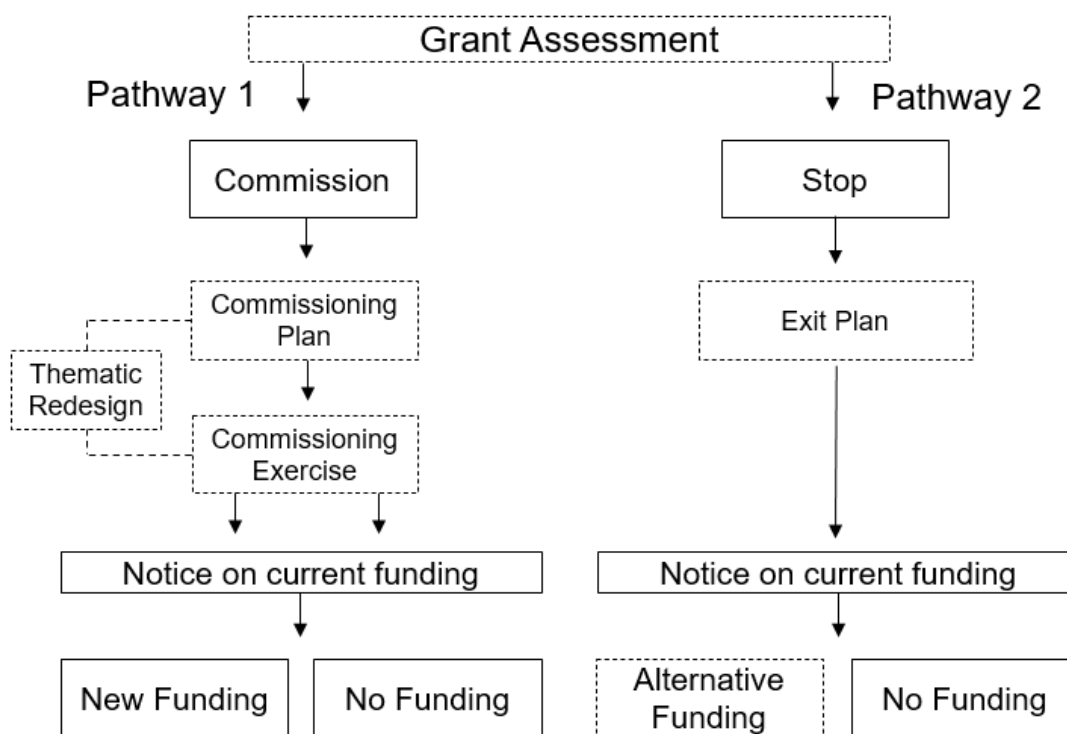 Grant Assessment
Pathway 1
Pathway 2
Commission
Stop
Commissioning
Plan
Exit Plan
Thematic
Redesign
Commissioning
Exercise
Notice on current funding
Notice on current funding
New Funding
No Funding
Alternative
Funding
No Funding